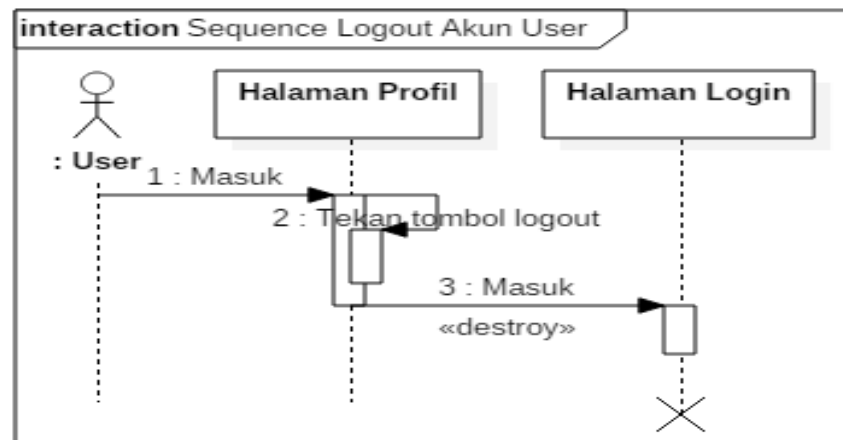 interaction Sequence Logout Akun User
Halaman Profil
Halaman Login
: User
1 : Masuk
2 : Tekan tombol logout
3 : Masuk
«destroy»